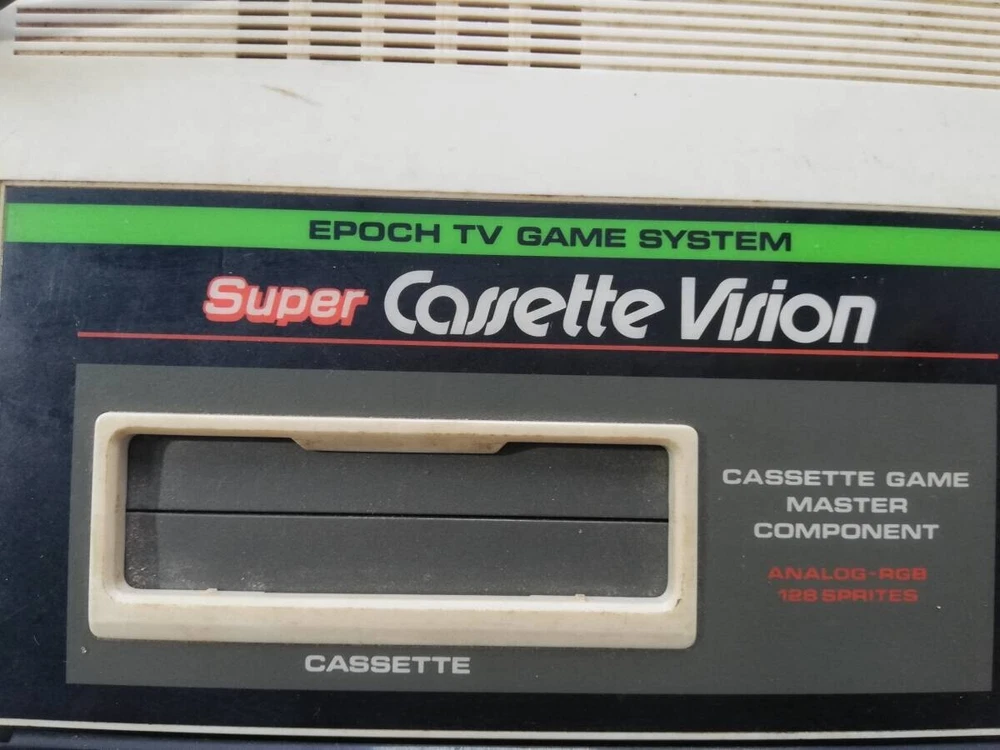 EPOCH TV GAME SYSTEM
Super Cassette Vision
CASSETTE GAME
MASTER
COMPONENT
ANALOG-RGB
128 SPRITES
CASSETTE